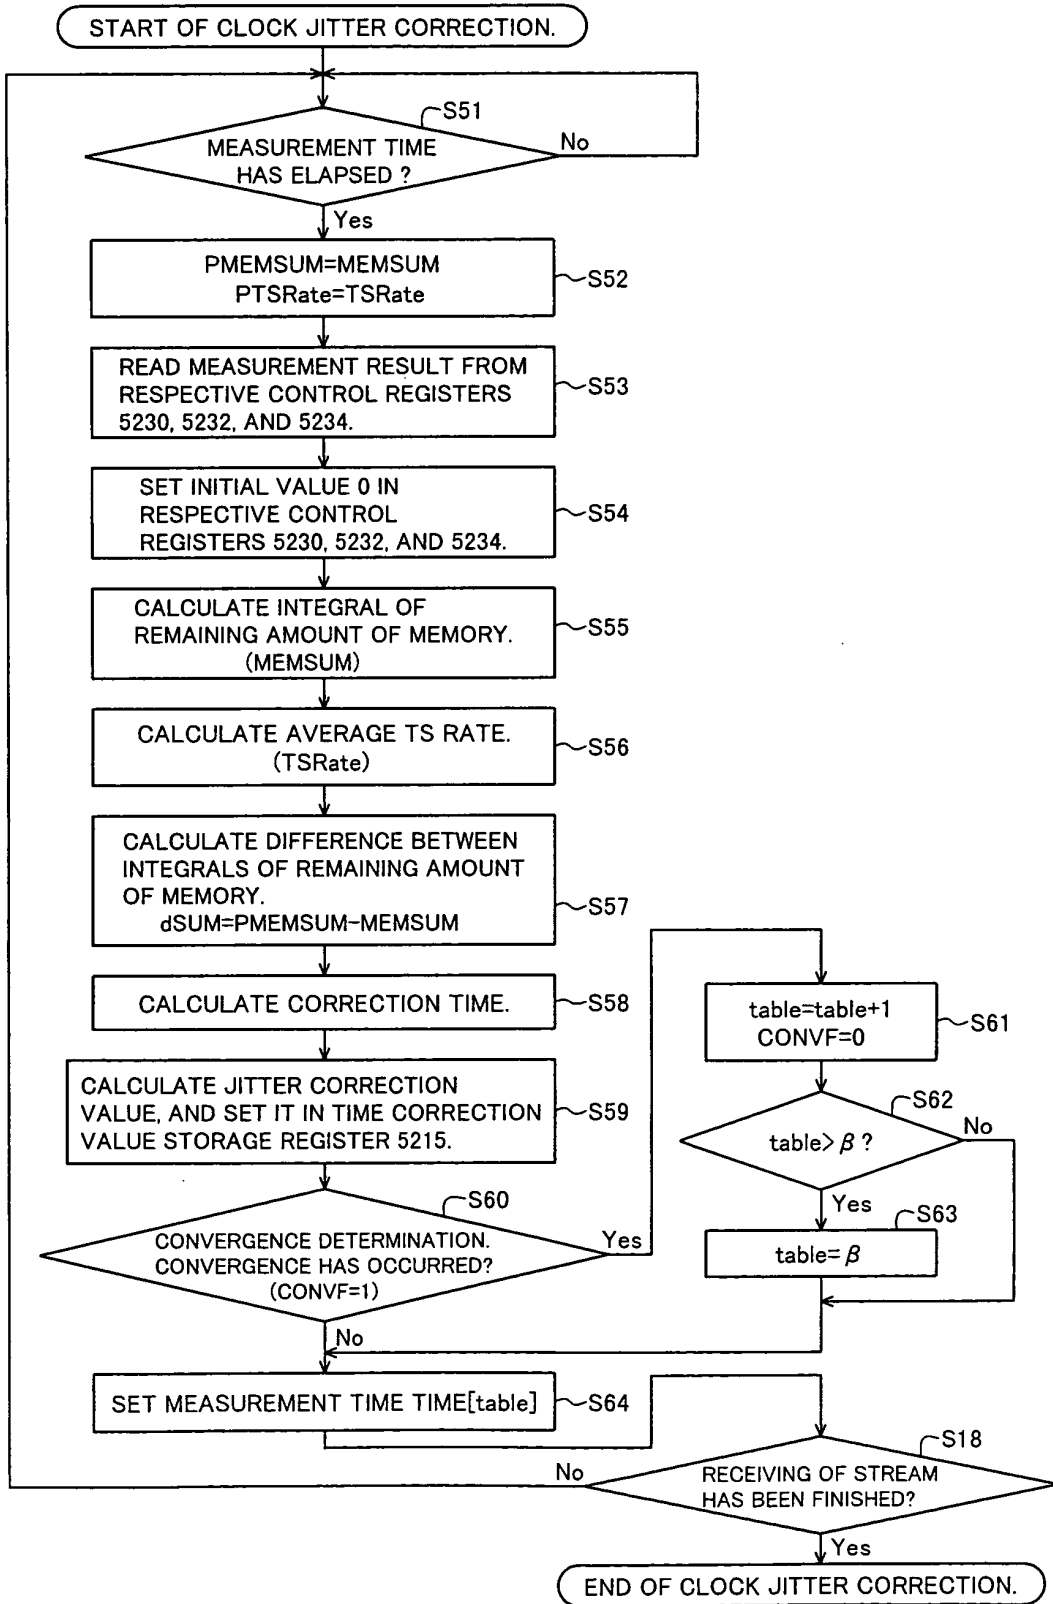 START OF CLOCK JITTER CORRECTION.
S51
MEASUREMENT TIME
HAS ELAPSED ?
No
Yes
PMEMSUM=MEMSUM
PTSRate=TSRate
S52
READ MEASUREMENT RESULT FROM
RESPECTIVE CONTROL REGISTERS
5230, 5232, AND 5234.
S53
SET INITIAL VALUE 0 IN
RESPECTIVE CONTROL
REGISTERS 5230, 5232, AND 5234.
S54
CALCULATE INTEGRAL OF
REMAINING AMOUNT OF MEMORY.
(MEMSUM)
S55
CALCULATE AVERAGE TS RATE.
(TSRate)
S56
CALCULATE DIFFERENCE BETWEEN
INTEGRALS OF REMAINING AMOUNT
OF MEMORY.
dSUM=PMEMSUM-MEMSUM
S57
CALCULATE CORRECTION TIME.
S58
CALCULATE JITTER CORRECTION
VALUE, AND SET IT IN TIME CORRECTION
VALUE STORAGE REGISTER 5215.
S59
S60
CONVERGENCE DETERMINATION.
CONVERGENCE HAS OCCURRED?
(CONVF=1)
Yes
No
table=table+1
CONVF=0
S61
S62
table>β?
No
Yes
S63
table=β
SET MEASUREMENT TIME TIME[table]
S64
S18
RECEIVING OF STREAM
HAS BEEN FINISHED?
No
Yes
END OF CLOCK JITTER CORRECTION.